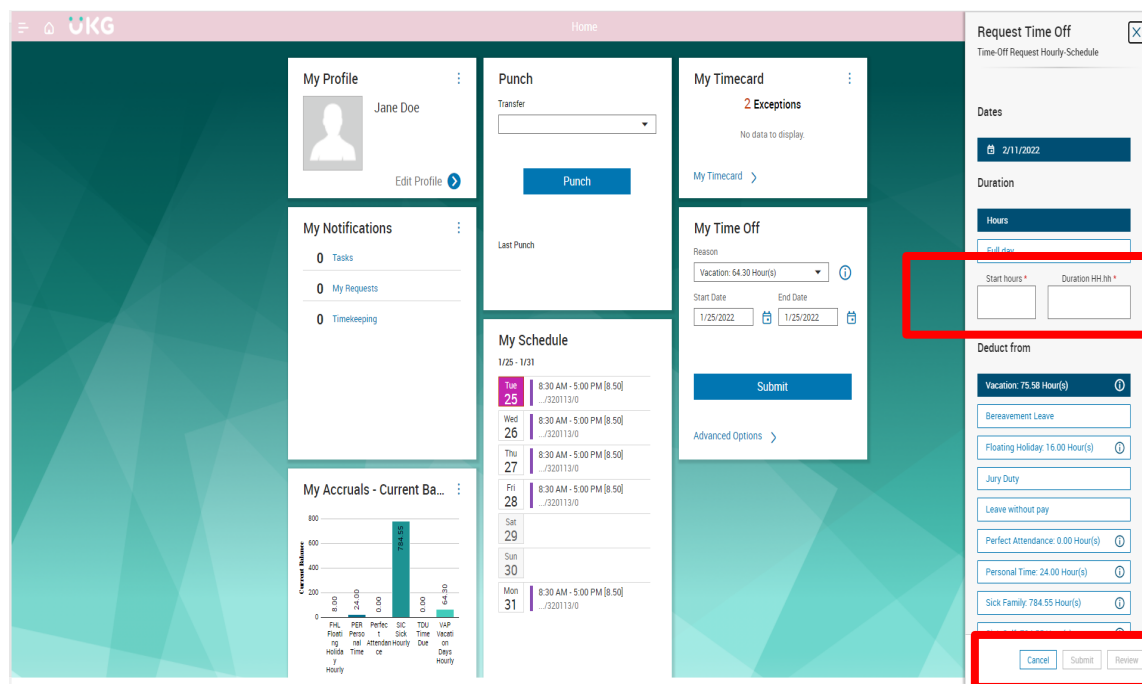 UKG
Home
My Profile
Jane Doe
Edit Profile
My Notifications
0 Tasks
0 My Requests
0 Timekeeping
My Accruals - Current Ba...
Current Balance
800
600
400
200
0
8.00
24.00
0.00
784.55
0.00
64.30
FHL Floati ng Holida y Hourly
PER Perso nal Time
Perfec t Attendan ce
SIC Sick Hourly
TDU Time Due
VAP Vacati on Days Hourly
Punch
Transfer
Punch
Last Punch
My Schedule
1/25 - 1/31
Tue 25
8:30 AM - 5:00 PM [8.50]
.../320113/0
Wed 26
8:30 AM - 5:00 PM [8.50]
.../320113/0
Thu 27
8:30 AM - 5:00 PM [8.50]
.../320113/0
Fri 28
8:30 AM - 5:00 PM [8.50]
.../320113/0
Sat 29
Sun 30
Mon 31
8:30 AM - 5:00 PM [8.50]
.../320113/0
My Timecard
2 Exceptions
No data to display.
My Timecard
My Time Off
Reason
Vacation: 64.30 Hour(s)
Start Date End Date
1/25/2022 1/25/2022
Submit
Advanced Options
Request Time Off
Time-Off Request Hourly-Schedule
Dates
2/11/2022
Duration
Hours
Full day
Start hours * Duration HH.hh *
Deduct from
Vacation: 75.58 Hour(s)
Bereavement Leave
Floating Holiday: 16.00 Hour(s)
Jury Duty
Leave without pay
Perfect Attendance: 0.00 Hour(s)
Personal Time: 24.00 Hour(s)
Sick Family: 784.55 Hour(s)
Cancel Submit Review